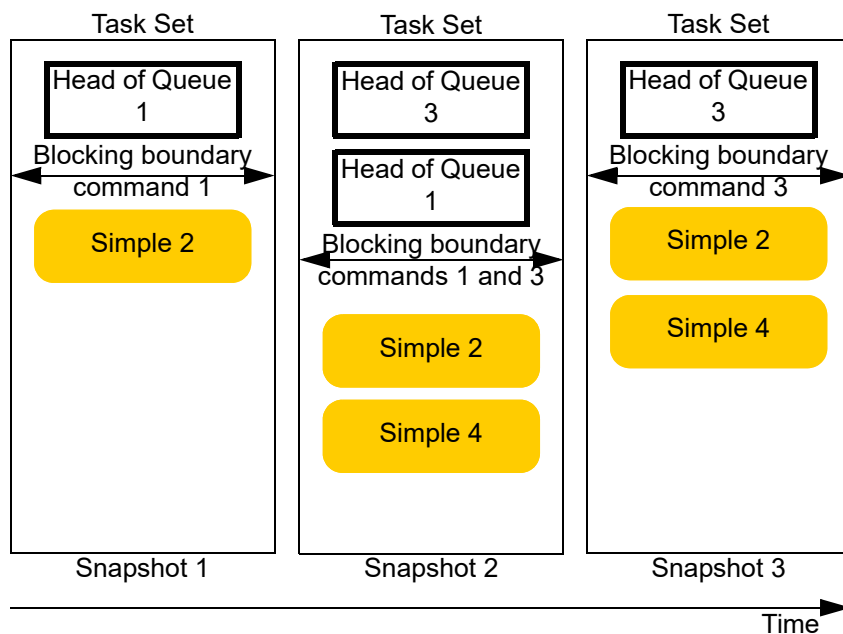 Task Set
Head of Queue
1
Blocking boundary
command 1
Simple 2
Snapshot 1
Task Set
Head of Queue
3
Head of Queue
1
Blocking boundary
commands 1 and 3
Simple 2
Simple 4
Snapshot 2
Task Set
Head of Queue
3
Blocking boundary
command 3
Simple 2
Simple 4
Snapshot 3
Time